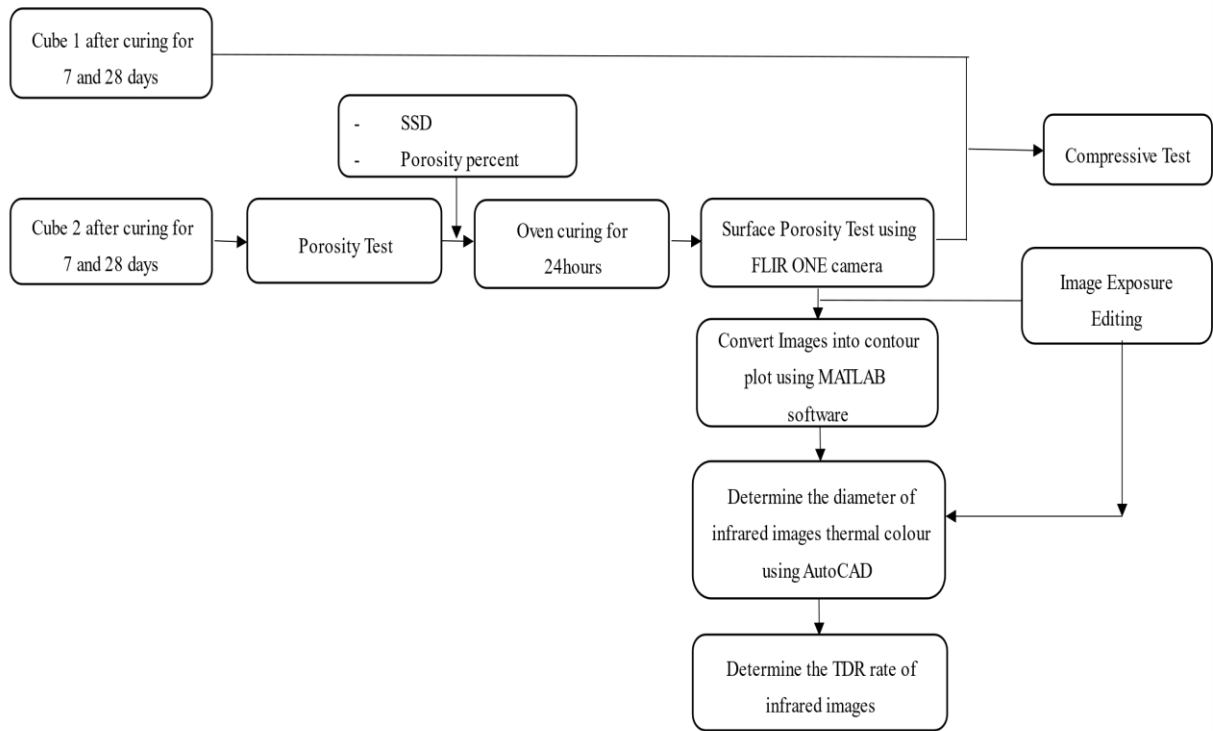 Cube 1 after curing for
7 and 28 days
- SSD
- Porosity percent
Compressive Test
Cube 2 after curing for
7 and 28 days
Porosity Test
Oven curing for
24hours
Surface Porosity Test using
FLIR ONE camera
Image Exposure
Editing
Convert Images into contour
plot using MATLAB
software
Determine the diameter of
infrared images thermal colour
using AutoCAD
Determine the TDR rate of
infrared images